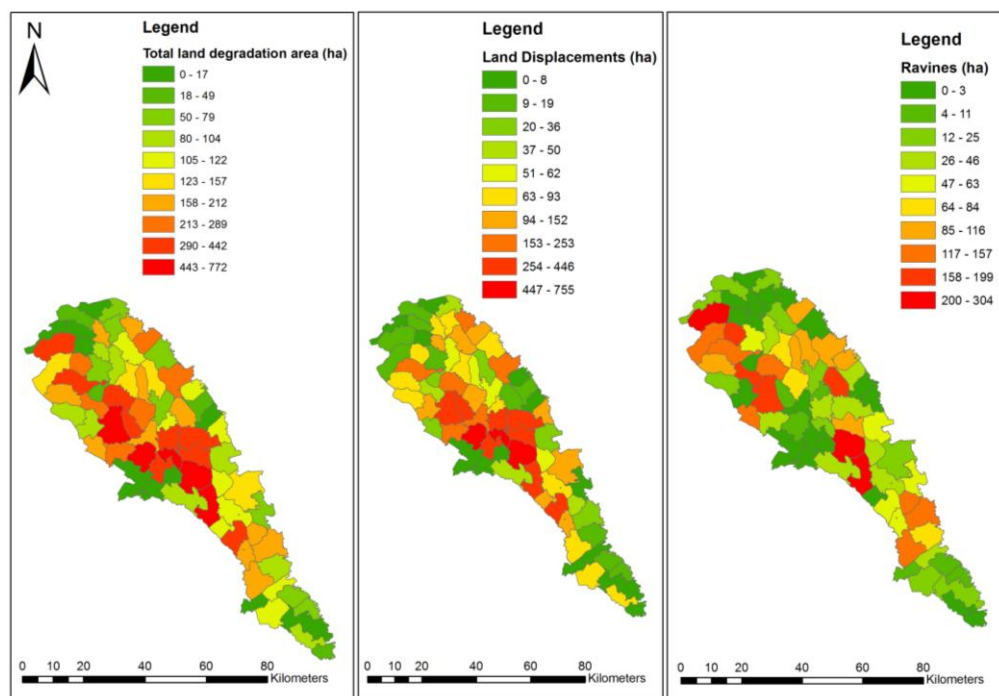 N
Legend
Total land degradation area (ha)
0 - 17
18 - 49
50 - 79
80 - 104
105 - 122
123 - 157
158 - 212
213 - 289
290 - 442
443 - 772
0 20 40 60 80
Kilometers
Legend
Land Displacements (ha)
0 - 8
9 - 19
20 - 36
37 - 50
51 - 62
63 - 93
94 - 152
153 - 253
254 - 446
447 - 755
0 20 40 60 80
Kilometers
Legend
Ravines (ha)
0 - 3
4 - 11
12 - 25
26 - 46
47 - 63
64 - 84
85 - 116
117 - 157
158 - 199
200 - 304
0 20 40 60 80
Kilometers